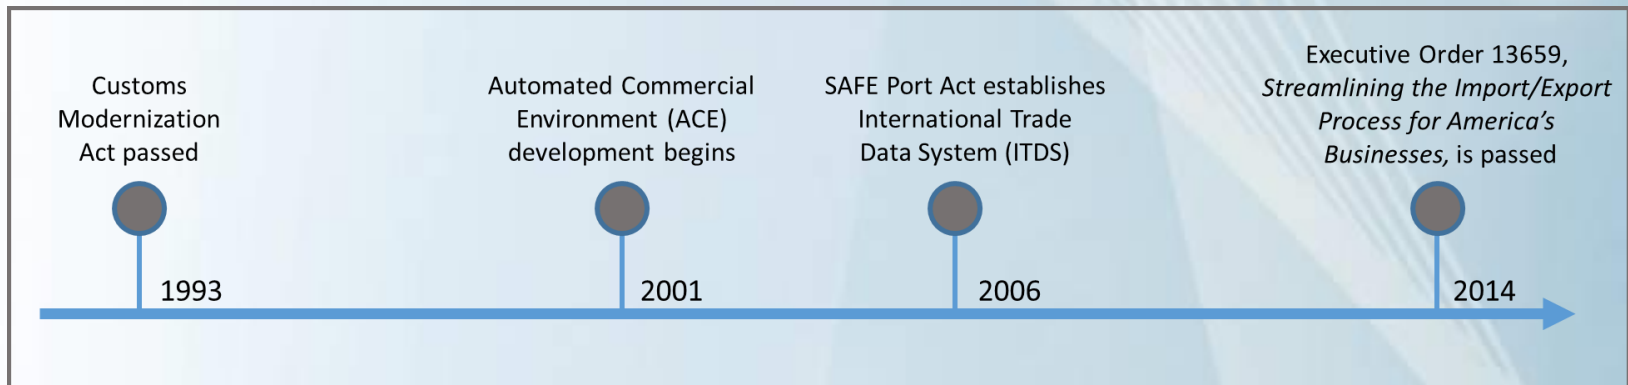 Customs
Modernization
Act passed
1993
Automated Commercial
Environment (ACE)
development begins
2001
SAFE Port Act establishes
International Trade
Data System (ITDS)
2006
Executive Order 13659,
Streamlining the Import/Export
Process for America’s
Businesses, is passed
2014